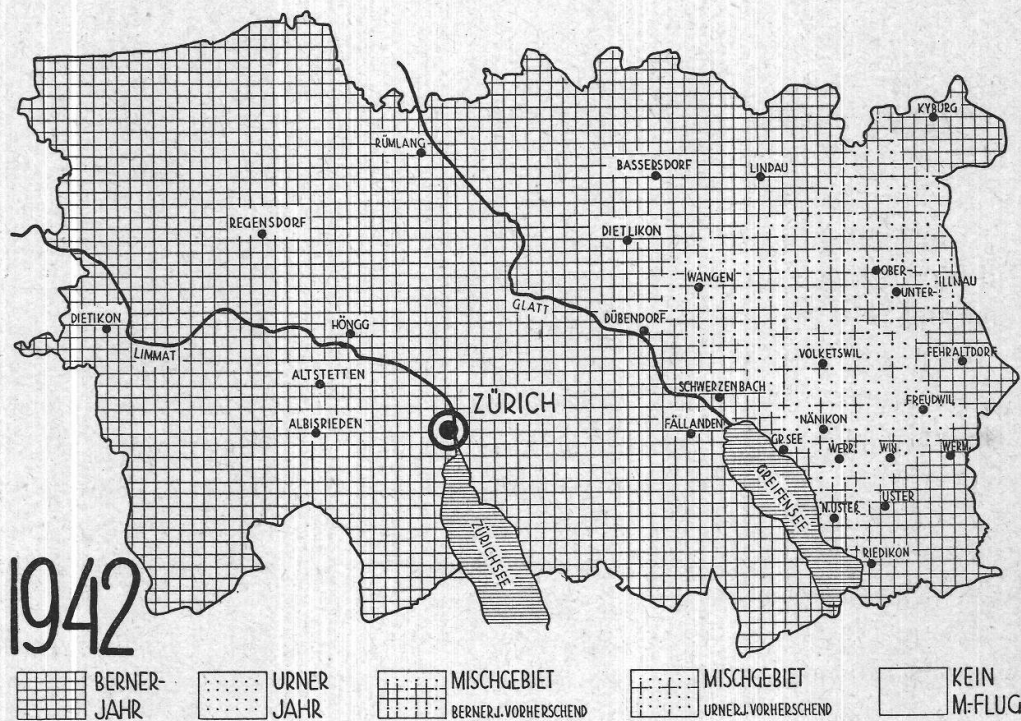 KYBURG
RÜMLANG
BASSERSDORF
LINDAU
REGENSDORF
DIETLIKON
WANGEN
OBER-
-ILLNAU
UNTER-
GLATT
DIETIKON
HÖNGG
DÜBENDORF
LIMMAT
VOLKETSWIL
FEHRALTDORF
ALTSTETTEN
SCHWERZENBACH
ZÜRICH
FREUDWIL
ALBISRIEDEN
FÄLLANDEN
NÄNIKON
GR.SEE
WERR.
WIN.
WERM.
GREIFENSEE
N.USTER
USTER
ZÜRICHSEE
RIEDIKON
1942
BERNER-
JAHR
URNER
JAHR
MISCHGEBIET
BERNERJ.VORHERSCHEND
MISCHGEBIET
URNERJ.VORHERSCHEND
KEIN
M-FLUG